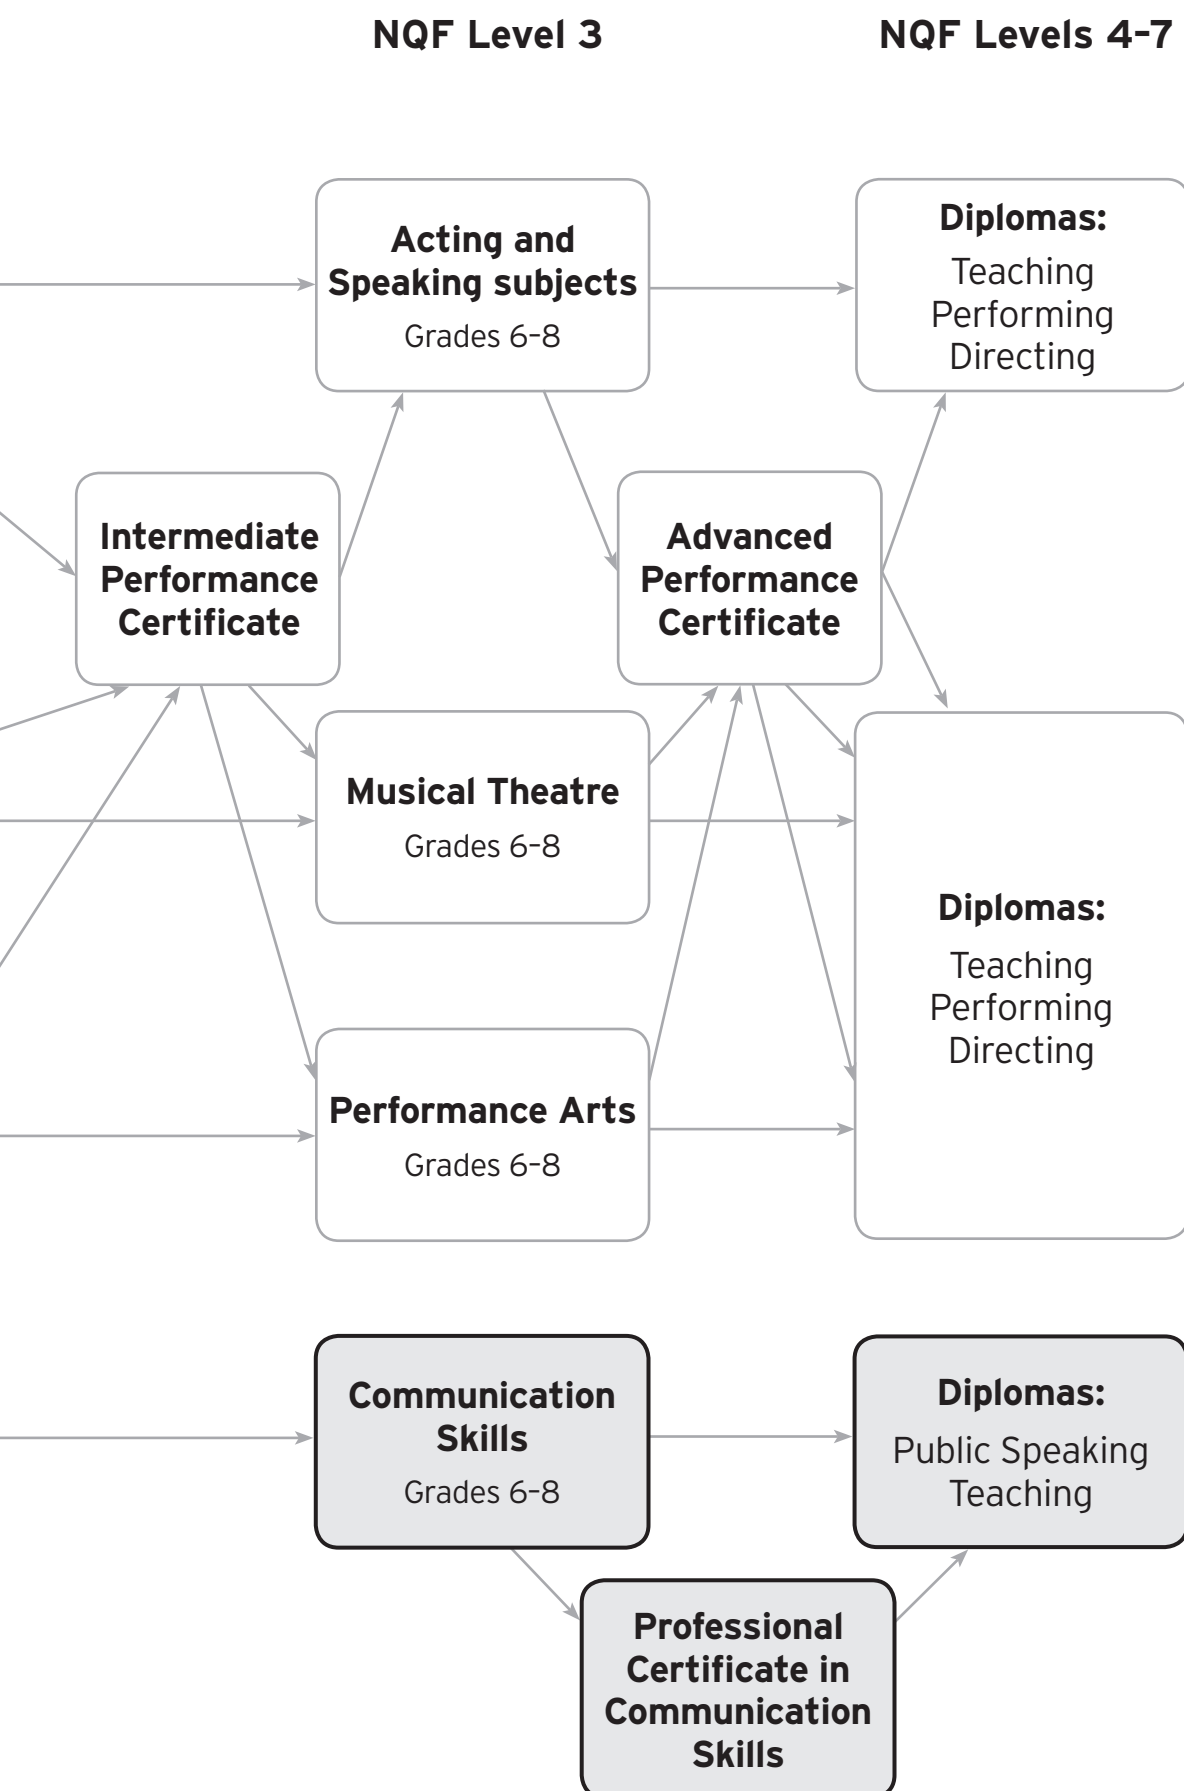 NQF Level 3
NQF Levels 4–7
Acting and
Speaking subjects
Grades 6–8
Diplomas:
Teaching
Performing
Directing
Intermediate
Performance
Certificate
Advanced
Performance
Certificate
Musical Theatre
Grades 6–8
Diplomas:
Teaching
Performing
Directing
Performance Arts
Grades 6–8
Communication
Skills
Grades 6–8
Diplomas:
Public Speaking
Teaching
Professional
Certificate in
Communication
Skills